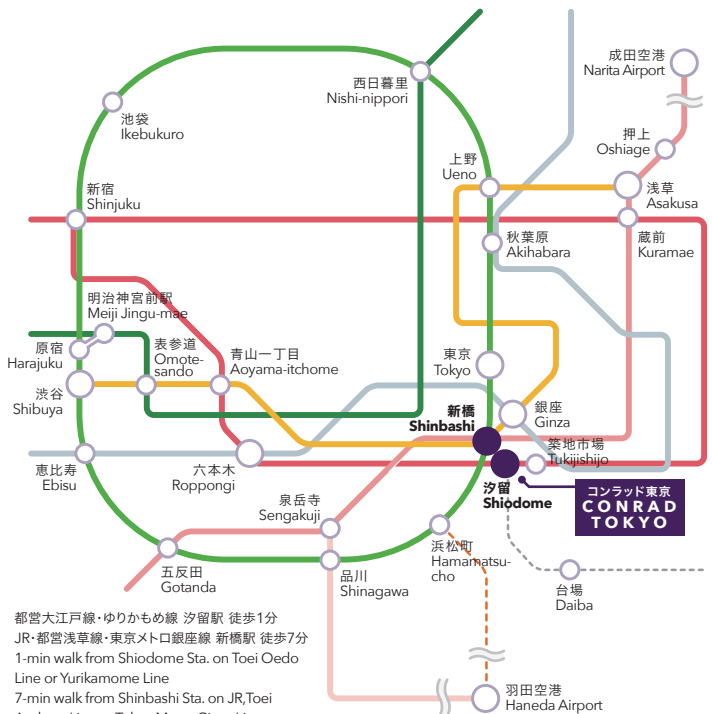 成田空港
Narita Airport
西日暮里
Nishi-nippori
池袋
Ikebukuro
押上
Oshiage
上野
Ueno
新宿
Shinjuku
浅草
Asakusa
秋葉原
Akihabara
蔵前
Kuramae
明治神宮前駅
Meiji Jingu-mae
原宿
Harajuku
表参道
Omote-
sando
青山一丁目
Aoyama-itchome
東京
Tokyo
渋谷
Shibuya
新橋
Shinbashi
銀座
Ginza
築地市場
Tukijishijo
恵比寿
Ebisu
六本木
Roppongi
汐留
Shiodome
コンラッド東京
CONRAD
TOKYO
泉岳寺
Sengakuji
浜松町
Hamamatsu-
cho
五反田
Gotanda
品川
Shinagawa
台場
Daiba
都営大江戸線・ゆりかもめ線 汐留駅 徒歩1分
JR・都営浅草線・東京メトロ銀座線 新橋駅 徒歩7分
1-min walk from Shiodome Sta. on Toei Oedo
Line or Yurikamome Line
7-min walk from Shinbashi Sta. on JR,Toei
羽田空港
Haneda Airport